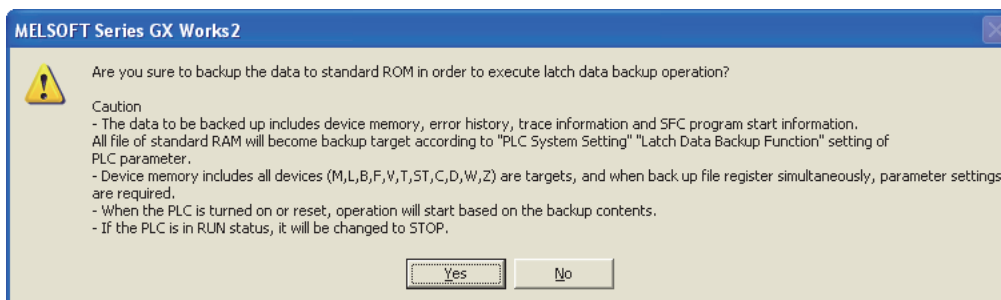 MELSOFT Series GX Works2
Are you sure to backup the data to standard ROM in order to execute latch data backup operation?
Caution
- The data to be backed up includes device memory, error history, trace information and SFC program start information.
All file of standard RAM will become backup target according to "PLC System Setting" "Latch Data Backup Function" setting of
PLC parameter.
- Device memory includes all devices (M,L,B,F,V,T,ST,C,D,W,Z) are targets, and when back up file register simultaneously, parameter settings
are required.
- When the PLC is turned on or reset, operation will start based on the backup contents.
- If the PLC is in RUN status, it will be changed to STOP.
Yes No